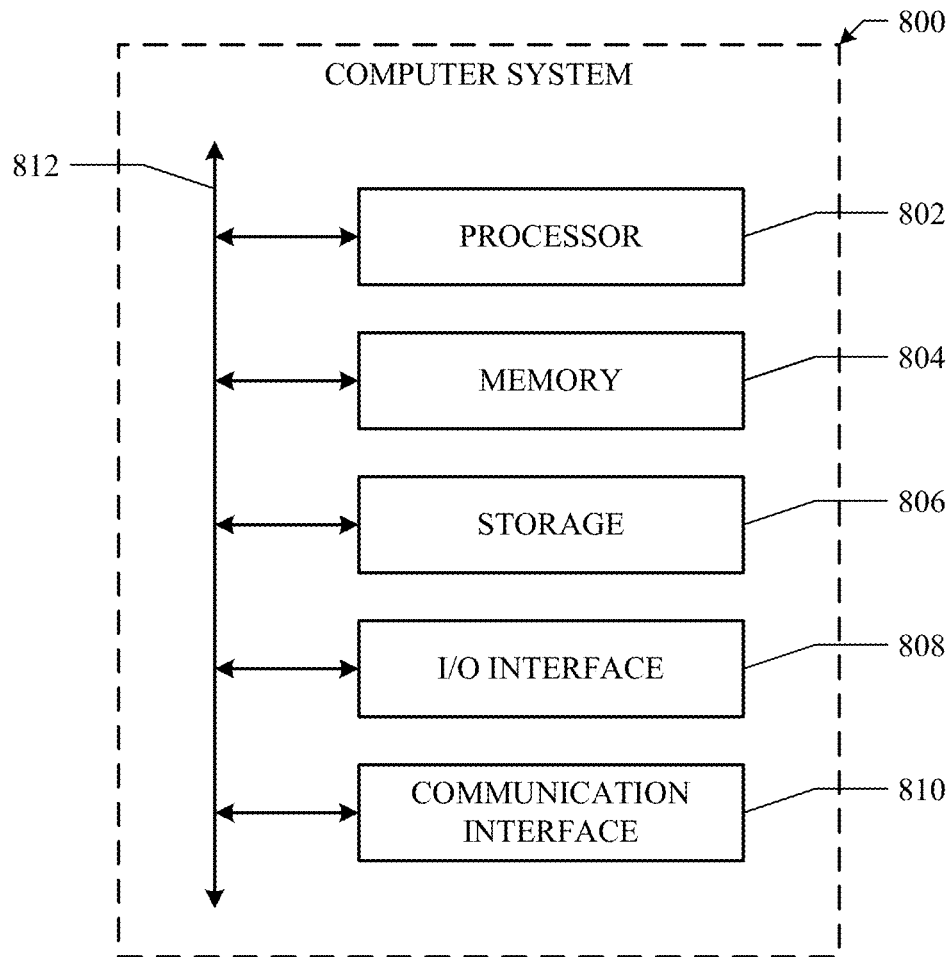 800
COMPUTER SYSTEM
812
802
PROCESSOR
804
MEMORY
806
STORAGE
808
I/O INTERFACE
COMMUNICATION
INTERFACE
810